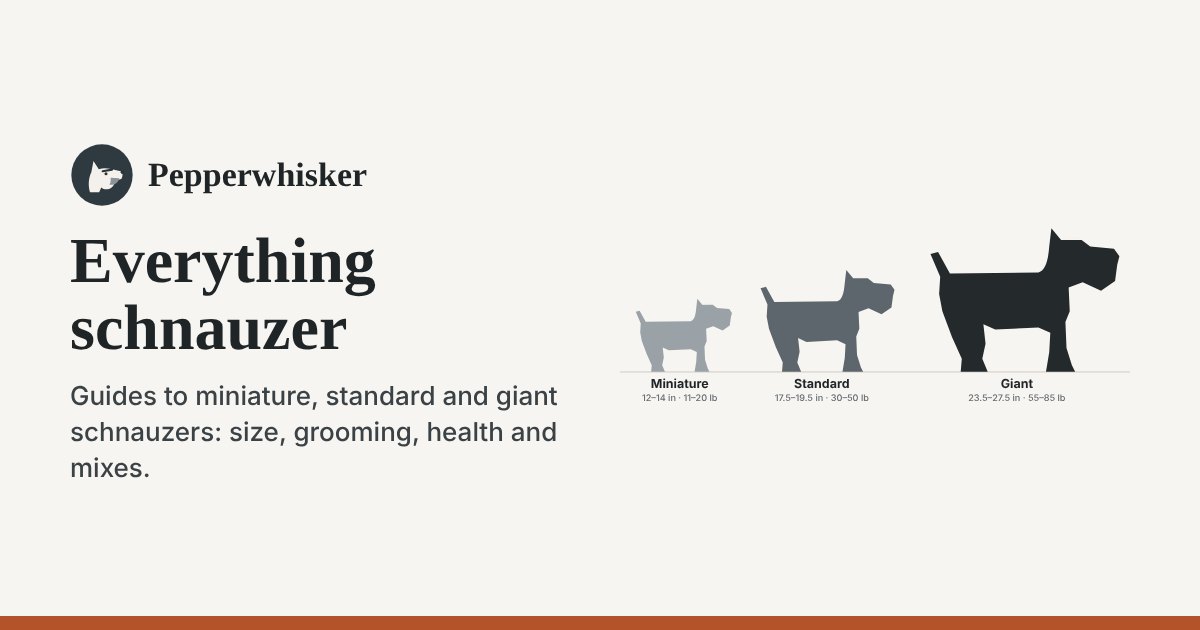 Pepperwhisker
Everything
schnauzer
Guides to miniature, standard and giant
schnauzers: size, grooming, health and
mixes.
Miniature
12–14 in · 11–20 lb
Standard
17.5–19.5 in · 30–50 lb
Giant
23.5–27.5 in · 55–85 lb